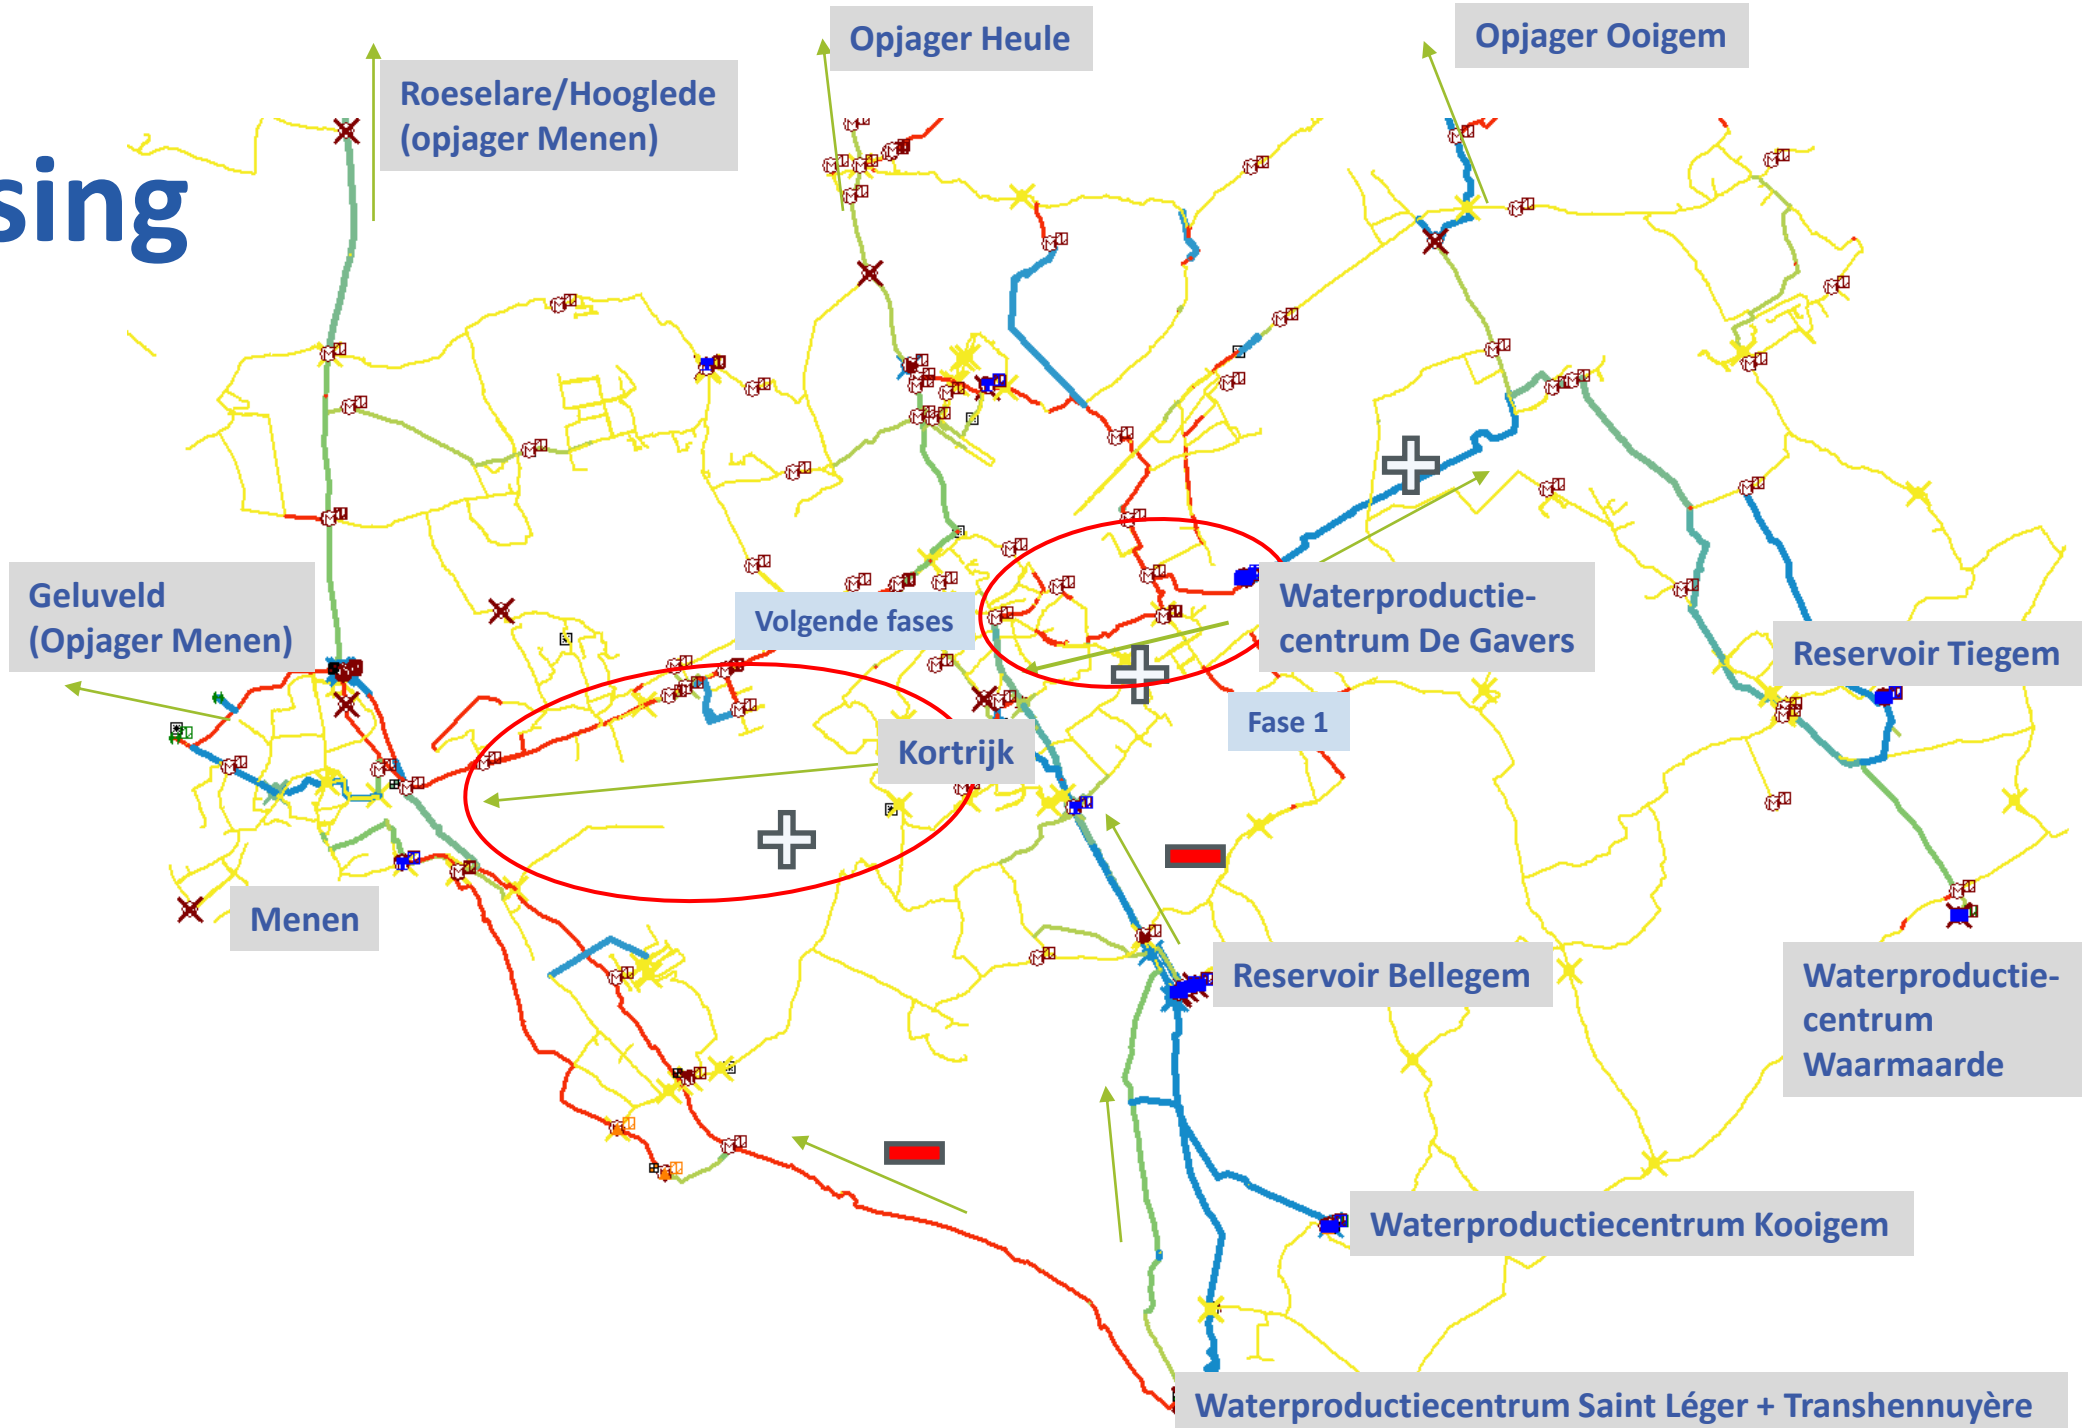 Opjager Heule
Opjager Ooigem
Roeselare/Hooglede
(opjager Menen)
sing
Geluveld
(Opjager Menen)
Volgende fases
Waterproductie-
centrum De Gavers
Reservoir Tiegem
Fase 1
Kortrijk
Menen
Reservoir Bellegem
Waterproductie-
centrum
Waarmaarde
Waterproductiecentrum Kooigem
Waterproductiecentrum Saint Léger + Transhennuyère